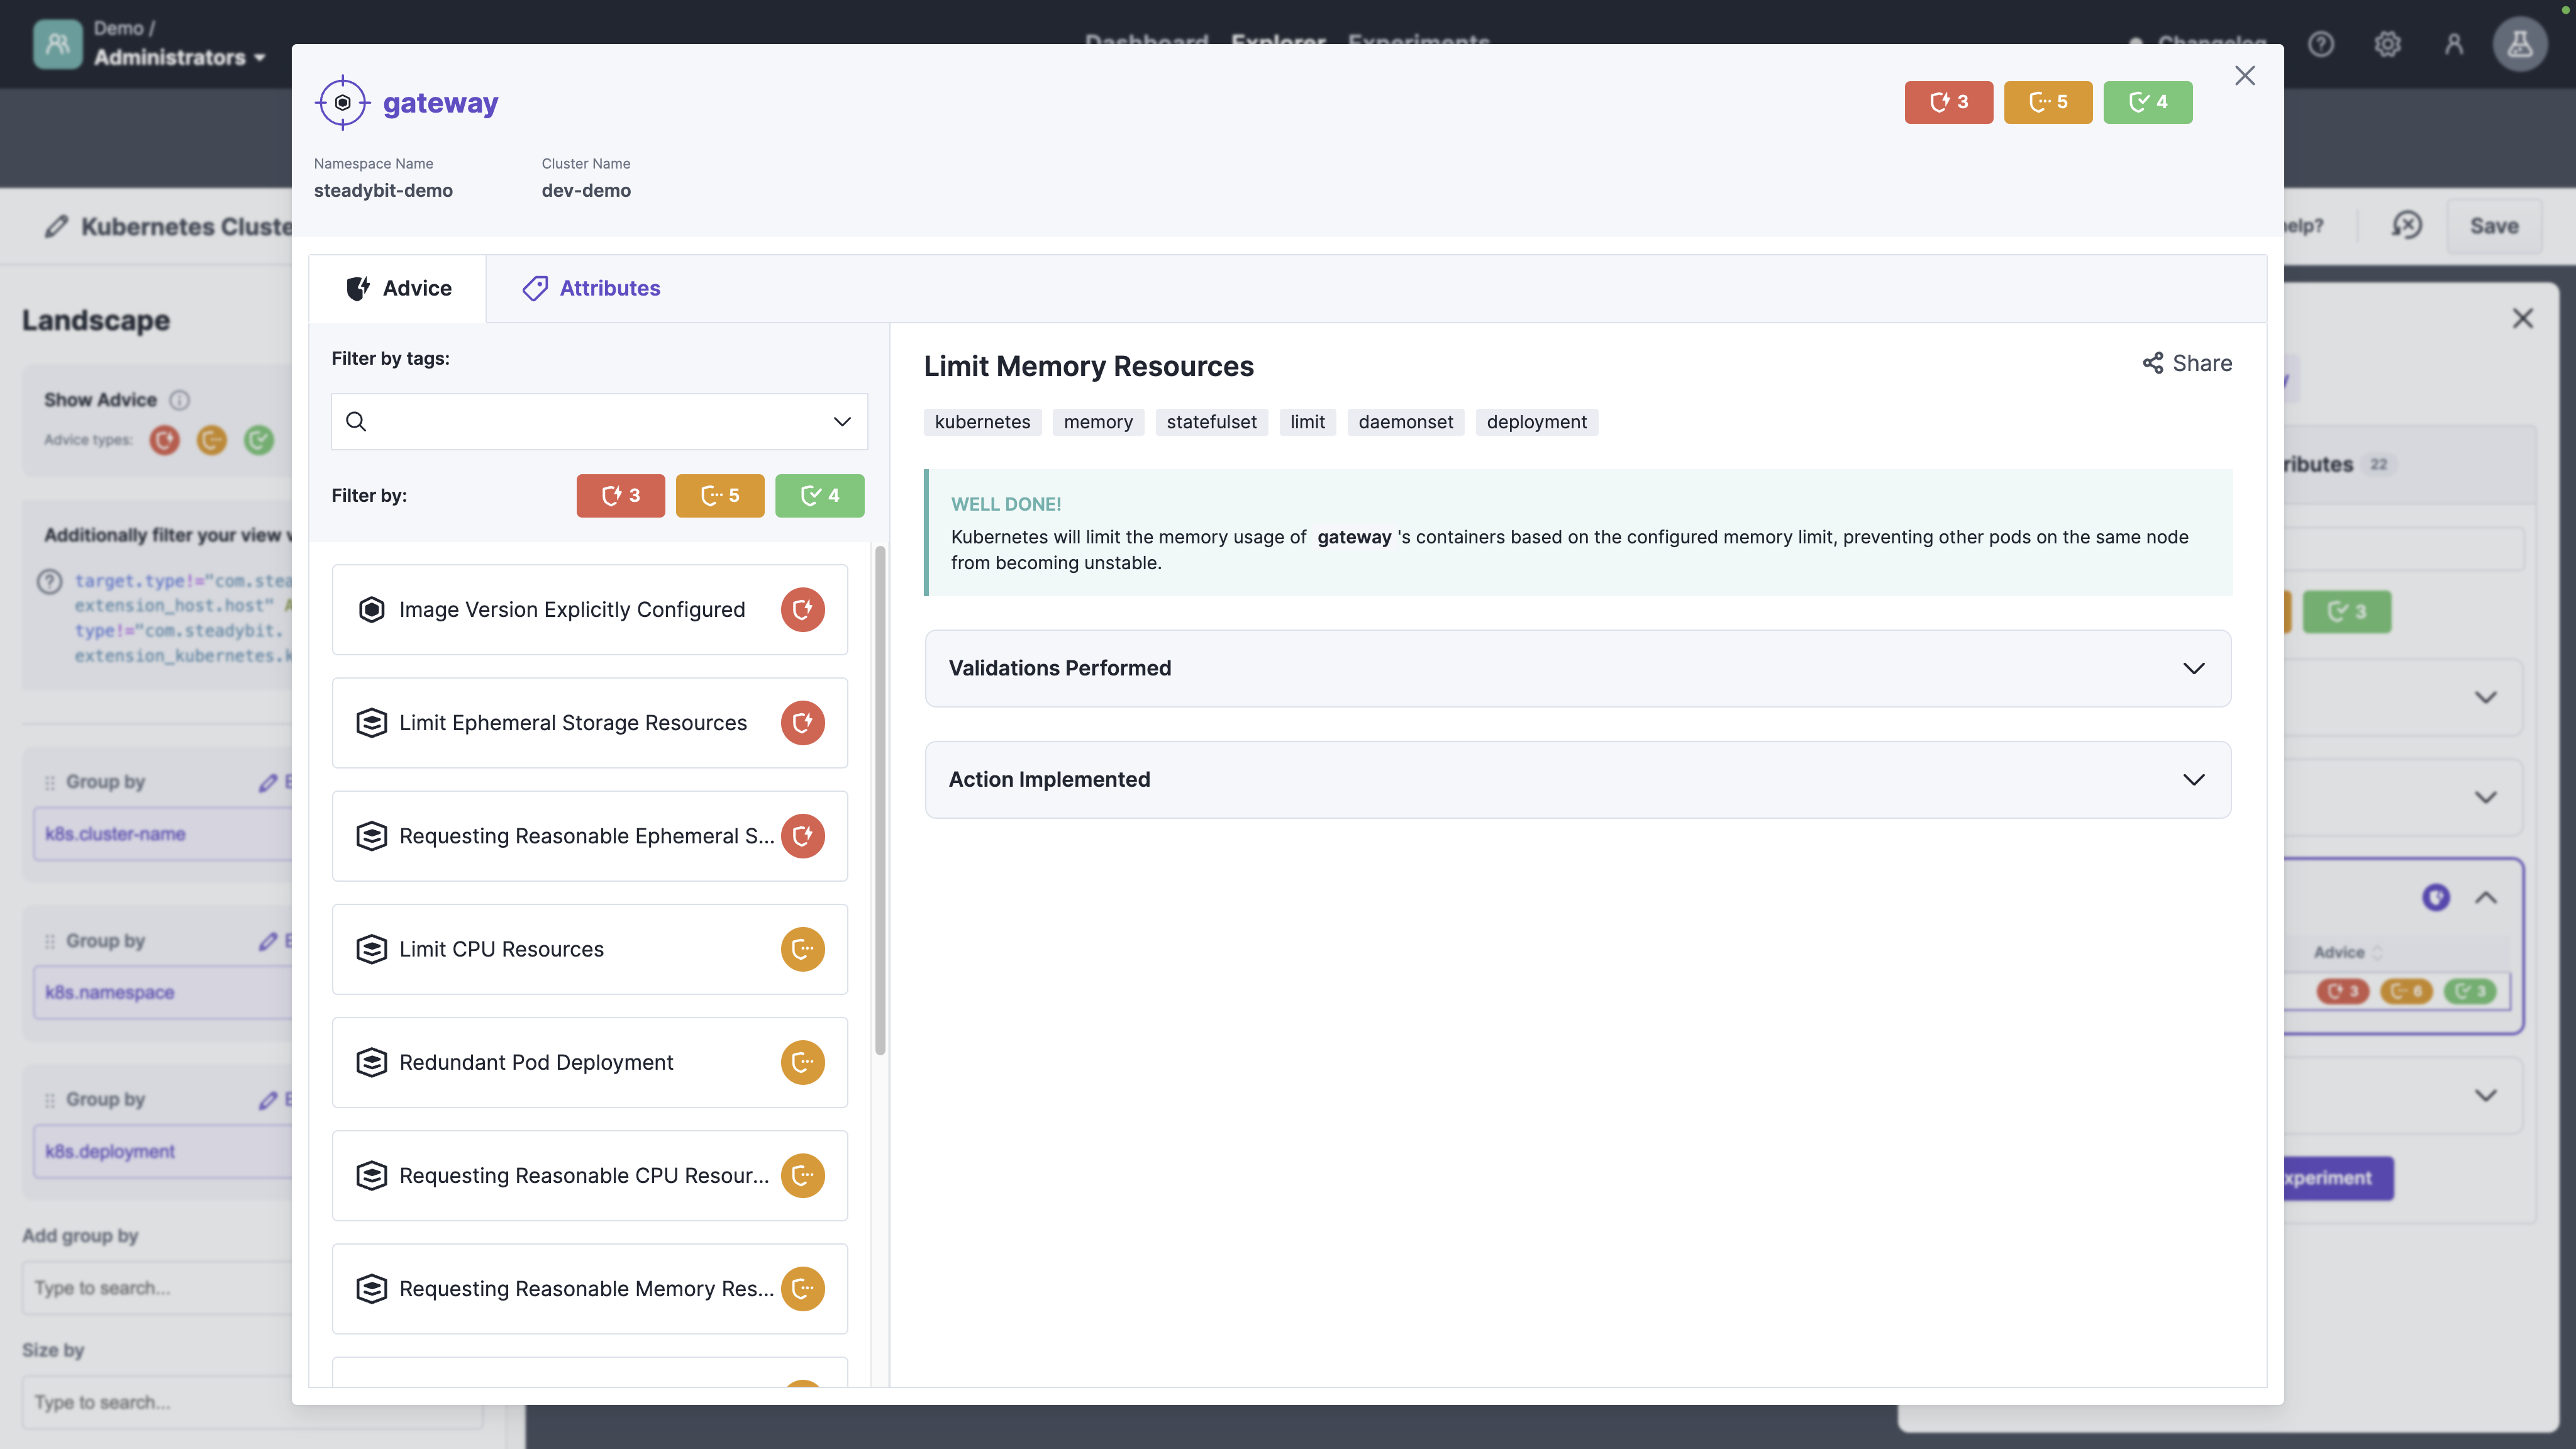 Demo /
Administrators
Dashboard Explorer Experiments
Changelog
gateway
3 5 4
Namespace Name
Cluster Name
steadybit-demo
dev-demo
Kubernetes Cluste
help?
Save
Advice
Attributes
Landscape
Show Advice
Advice types:
Additionally filter your view v
target.type!="com.stea
extension_host.host" A
type!="com.steadybit.
extension_kubernetes.k
Group by
k8s.cluster-name
Group by
k8s.namespace
Group by
k8s.deployment
Add group by
Type to search...
Size by
Type to search...
Filter by tags:
Filter by:
3 5 4
Image Version Explicitly Configured
Limit Ephemeral Storage Resources
Requesting Reasonable Ephemeral S...
Limit CPU Resources
Redundant Pod Deployment
Requesting Reasonable CPU Resour...
Requesting Reasonable Memory Res...
Limit Memory Resources
Share
kubernetes memory statefulset limit daemonset deployment
WELL DONE!
Kubernetes will limit the memory usage of gateway 's containers based on the configured memory limit, preventing other pods on the same node
from becoming unstable.
Validations Performed
Action Implemented
ributes 22
3
Advice
3 6 3
xperiment